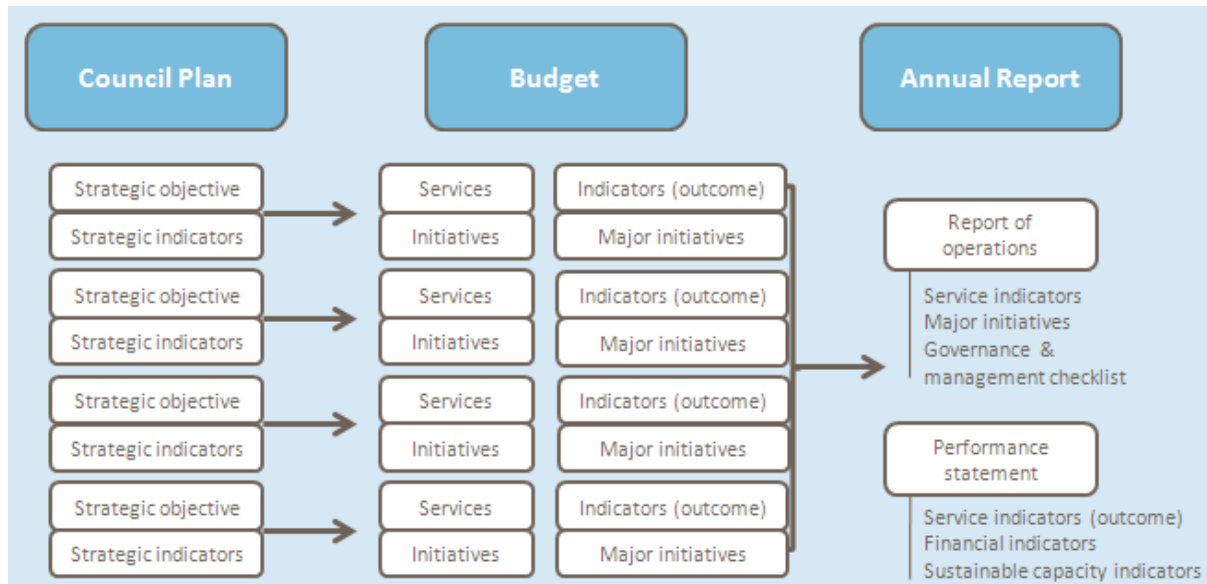 Council Plan
Budget
Annual Report
Strategic objective
Strategic indicators
Strategic objective
Strategic indicators
Strategic objective
Strategic indicators
Strategic objective
Strategic indicators
Services
Initiatives
Services
Initiatives
Services
Initiatives
Services
Initiatives
Indicators (outcome)
Major initiatives
Indicators (outcome)
Major initiatives
Indicators (outcome)
Major initiatives
Indicators (outcome)
Major initiatives
Report of
operations
Service indicators
Major initiatives
Governance &
management checklist
Performance
statement
Service indicators (outcome)
Financial indicators
Sustainable capacity indicators